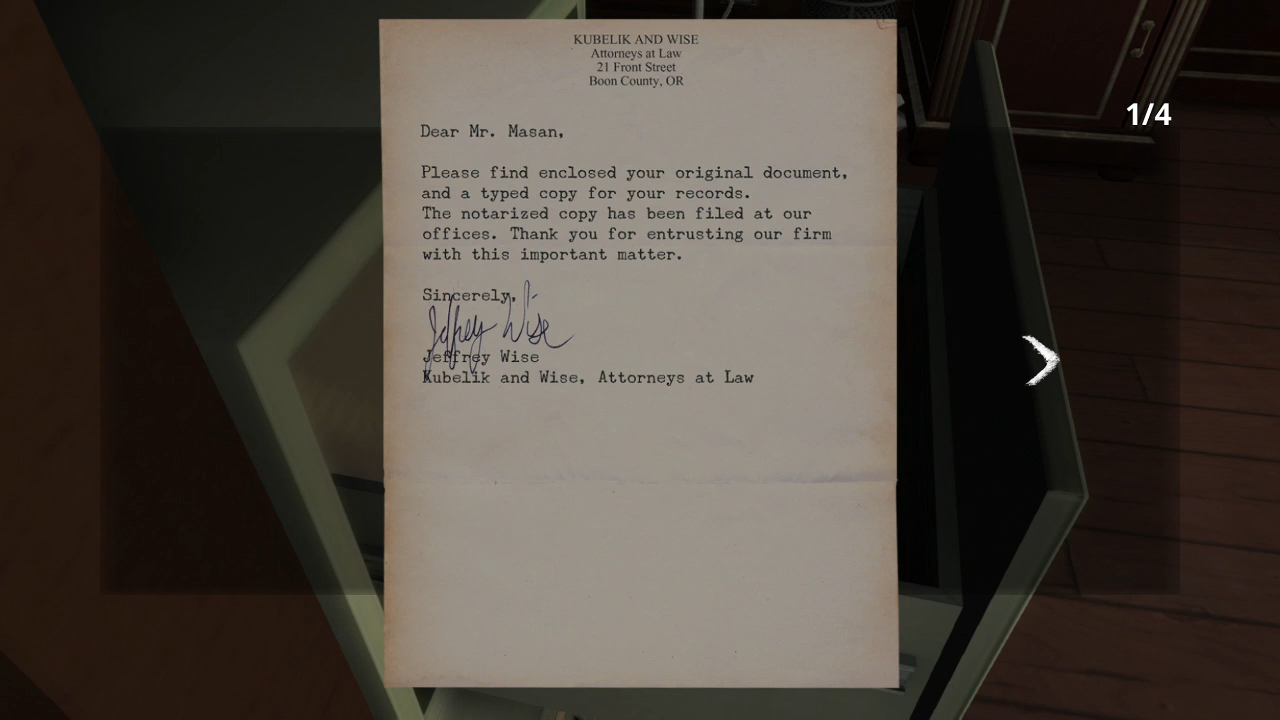 KUBELIK AND WISE
Attorneys at Law
21 Front Street
Boon County, OR
1/4
Dear Mr. Masan,
Please find enclosed your original document,
and a typed copy for your records.
The notarized copy has been filed at our
offices. Thank you for entrusting our firm
with this important matter.
Sincerely,
Jeffrey Wise
Jeffrey Wise
Kubelik and Wise, Attorneys at Law